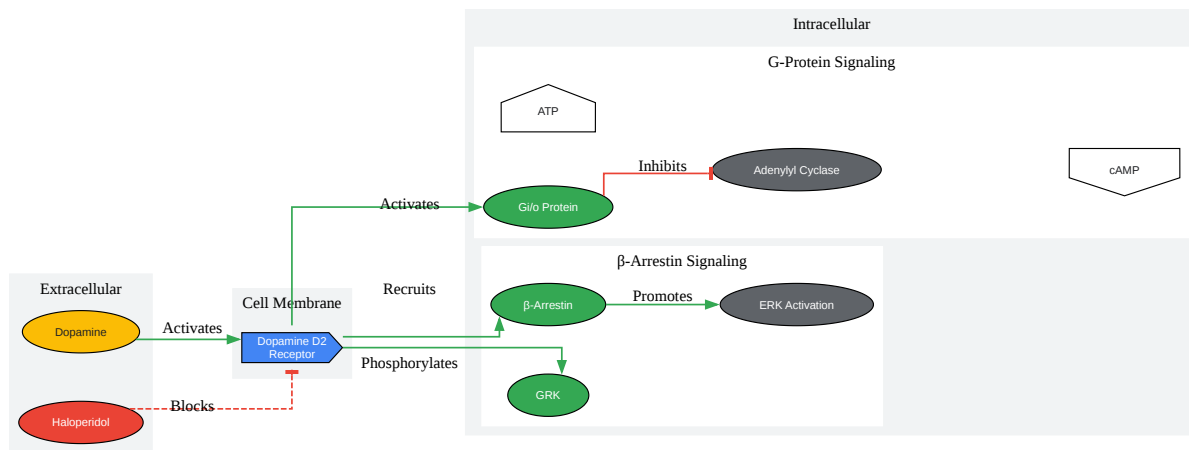 Intracellular
G-Protein Signaling
ATP
Inhibits
Adenylyl Cyclase
cAMP
Activates
Gi/o Protein
β-Arrestin Signaling
Extracellular
Cell Membrane
Recruits
β-Arrestin
Promotes
ERK Activation
Dopamine
Activates
Dopamine D2
Receptor
Phosphorylates
GRK
Blocks
Haloperidol